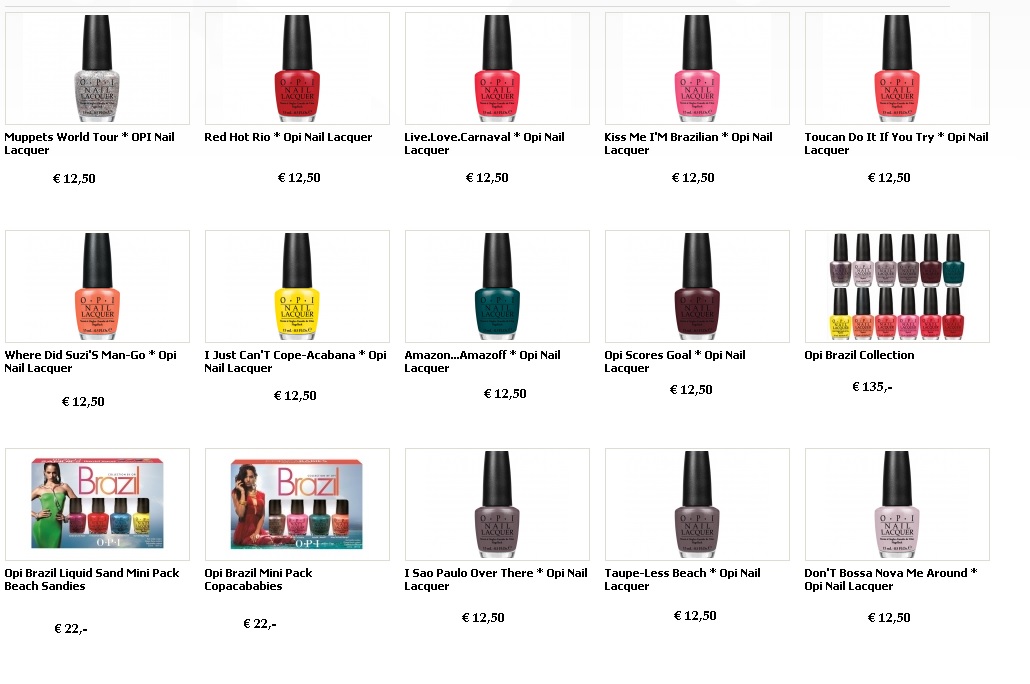 O·P·I O·P·I O·P·I O·P·I O·P·I
NAIL NAIL NAIL NAIL NAIL
LACQUER LACQUER LACQUER LACQUER LACQUER
Muppets World Tour * OPI Nail
Lacquer
€ 12,50
Red Hot Rio * Opi Nail Lacquer
€ 12,50
Live.Love.Carnaval * Opi Nail
Lacquer
€ 12,50
Kiss Me I'M Brazilian * Opi Nail
Lacquer
€ 12,50
Toucan Do It If You Try * Opi Nail
Lacquer
€ 12,50
O·P·I O·P·I O·P·I O·P·I
NAIL NAIL NAIL NAIL
LACQUER LACQUER LACQUER LACQUER
Where Did Suzi'S Man-Go * Opi
Nail Lacquer
€ 12,50
I Just Can'T Cope-Acabana * Opi
Nail Lacquer
€ 12,50
Amazon...Amazoff * Opi Nail
Lacquer
€ 12,50
Opi Scores Goal * Opi Nail
Lacquer
€ 12,50
Opi Brazil Collection
€ 135,-
Brazil
O·P·I
Opi Brazil Liquid Sand Mini Pack
Beach Sandies
€ 22,-
Brazil
O·P·I
Opi Brazil Mini Pack
Copacababies
€ 22,-
O·P·I O·P·I O·P·I
NAIL NAIL NAIL
LACQUER LACQUER LACQUER
I Sao Paulo Over There * Opi Nail
Lacquer
€ 12,50
Taupe-Less Beach * Opi Nail
Lacquer
€ 12,50
Don'T Bossa Nova Me Around *
Opi Nail Lacquer
€ 12,50